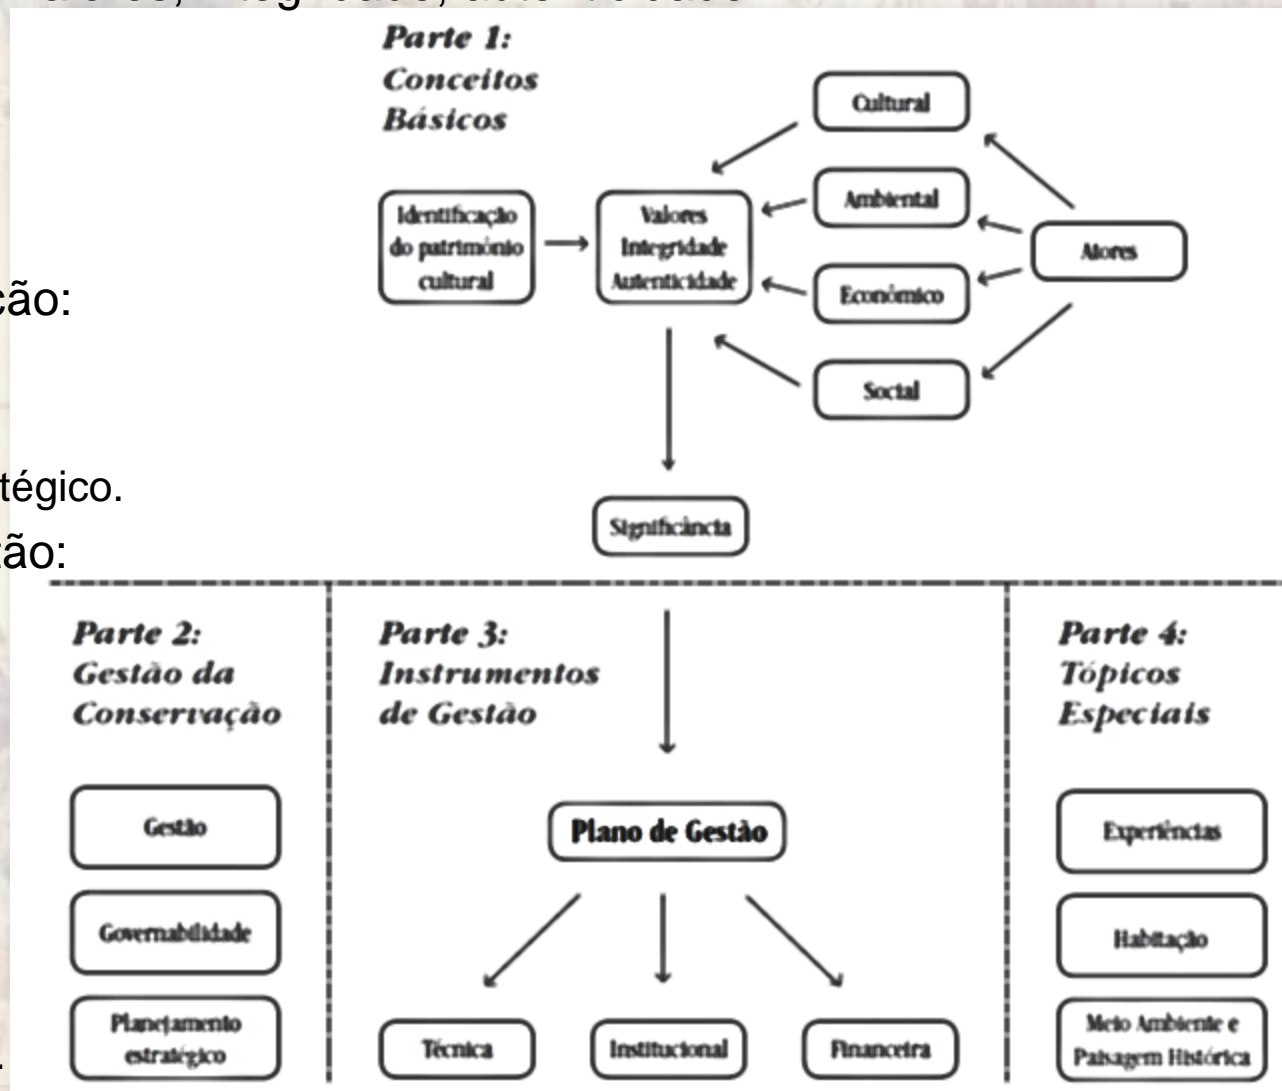 Parte 1:
Conceitos
Básicos
Cultural
Ambiental
Econômico
Social
Atores
Identificação
do patrimônio
cultural
Valores
Integridade
Autenticidade
ção:
tégico.
tão:
Significância
Parte 2:
Gestão da
Conservação
Gestão
Governabilidade
Planejamento
estratégico
Parte 3:
Instrumentos
de Gestão
Plano de Gestão
Técnica
Institucional
Financeira
Parte 4:
Tópicos
Especiais
Experiências
Habitação
Meio Ambiente e
Paisagem Histórica